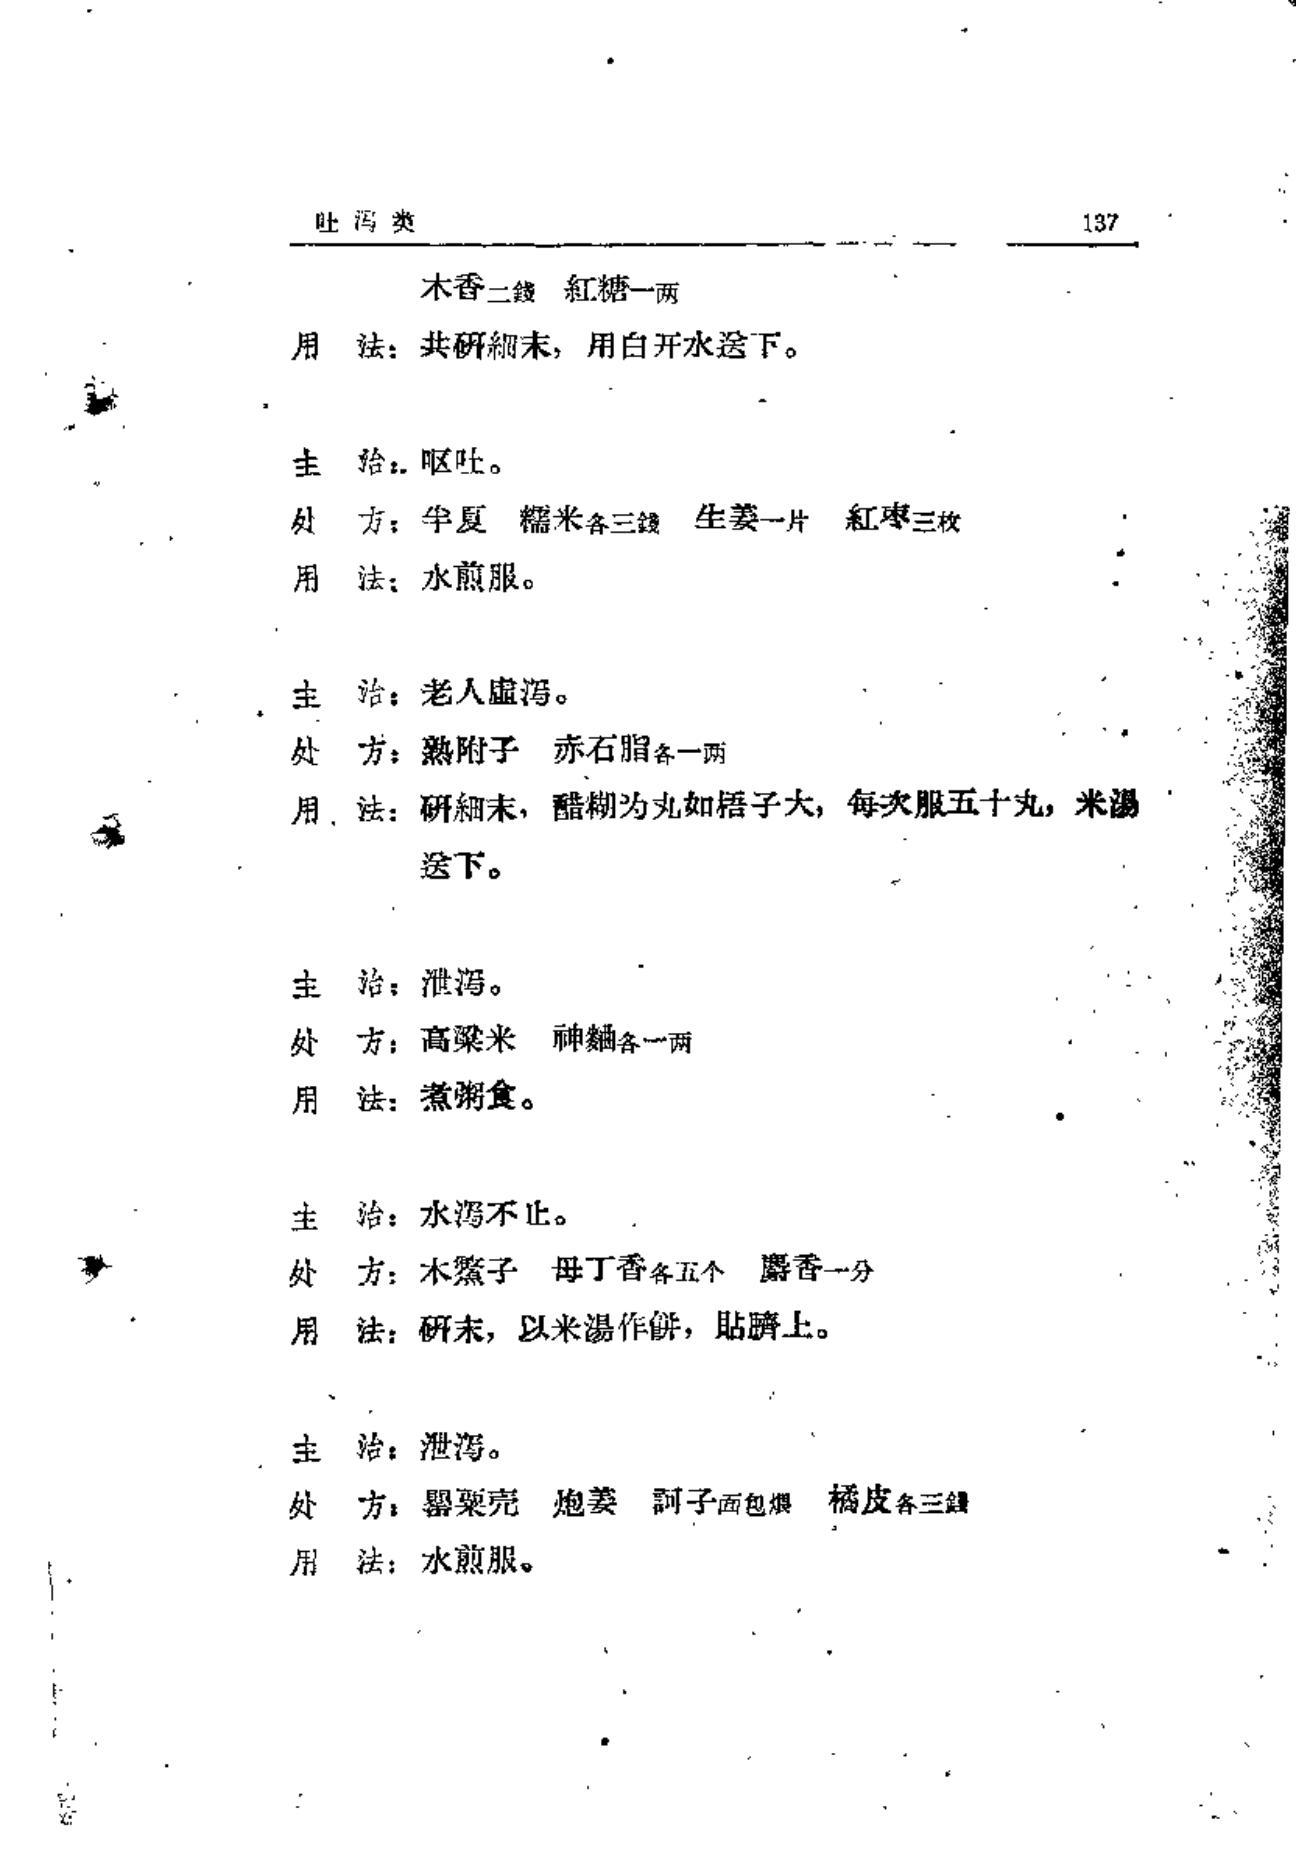 吐泻类 137
木香二錢 紅糖一两
用 法：共研細末，用白开水送下。
主 治：呕吐。
处 方：半夏 糯米各三錢 生姜一片 紅枣三枚
用 法：水煎服。
主 治：老人虛泻。
处 方：熟附子 赤石脂各一两
用 法：研細末，醋糊为丸如梧子大，每次服五十丸，米湯
送下。
主 治：泄泻。
处 方：高粱米 神麯各一两
用 法：煮粥食。
主 治：水泻不止。
处 方：木鱉子 母丁香各五个 麝香一分
用 法：研末，以米湯作餅，貼臍上。
主 治：泄泻。
处 方：罂粟壳 炮姜 訶子面包煨 橘皮各三錢
用 法：水煎服。